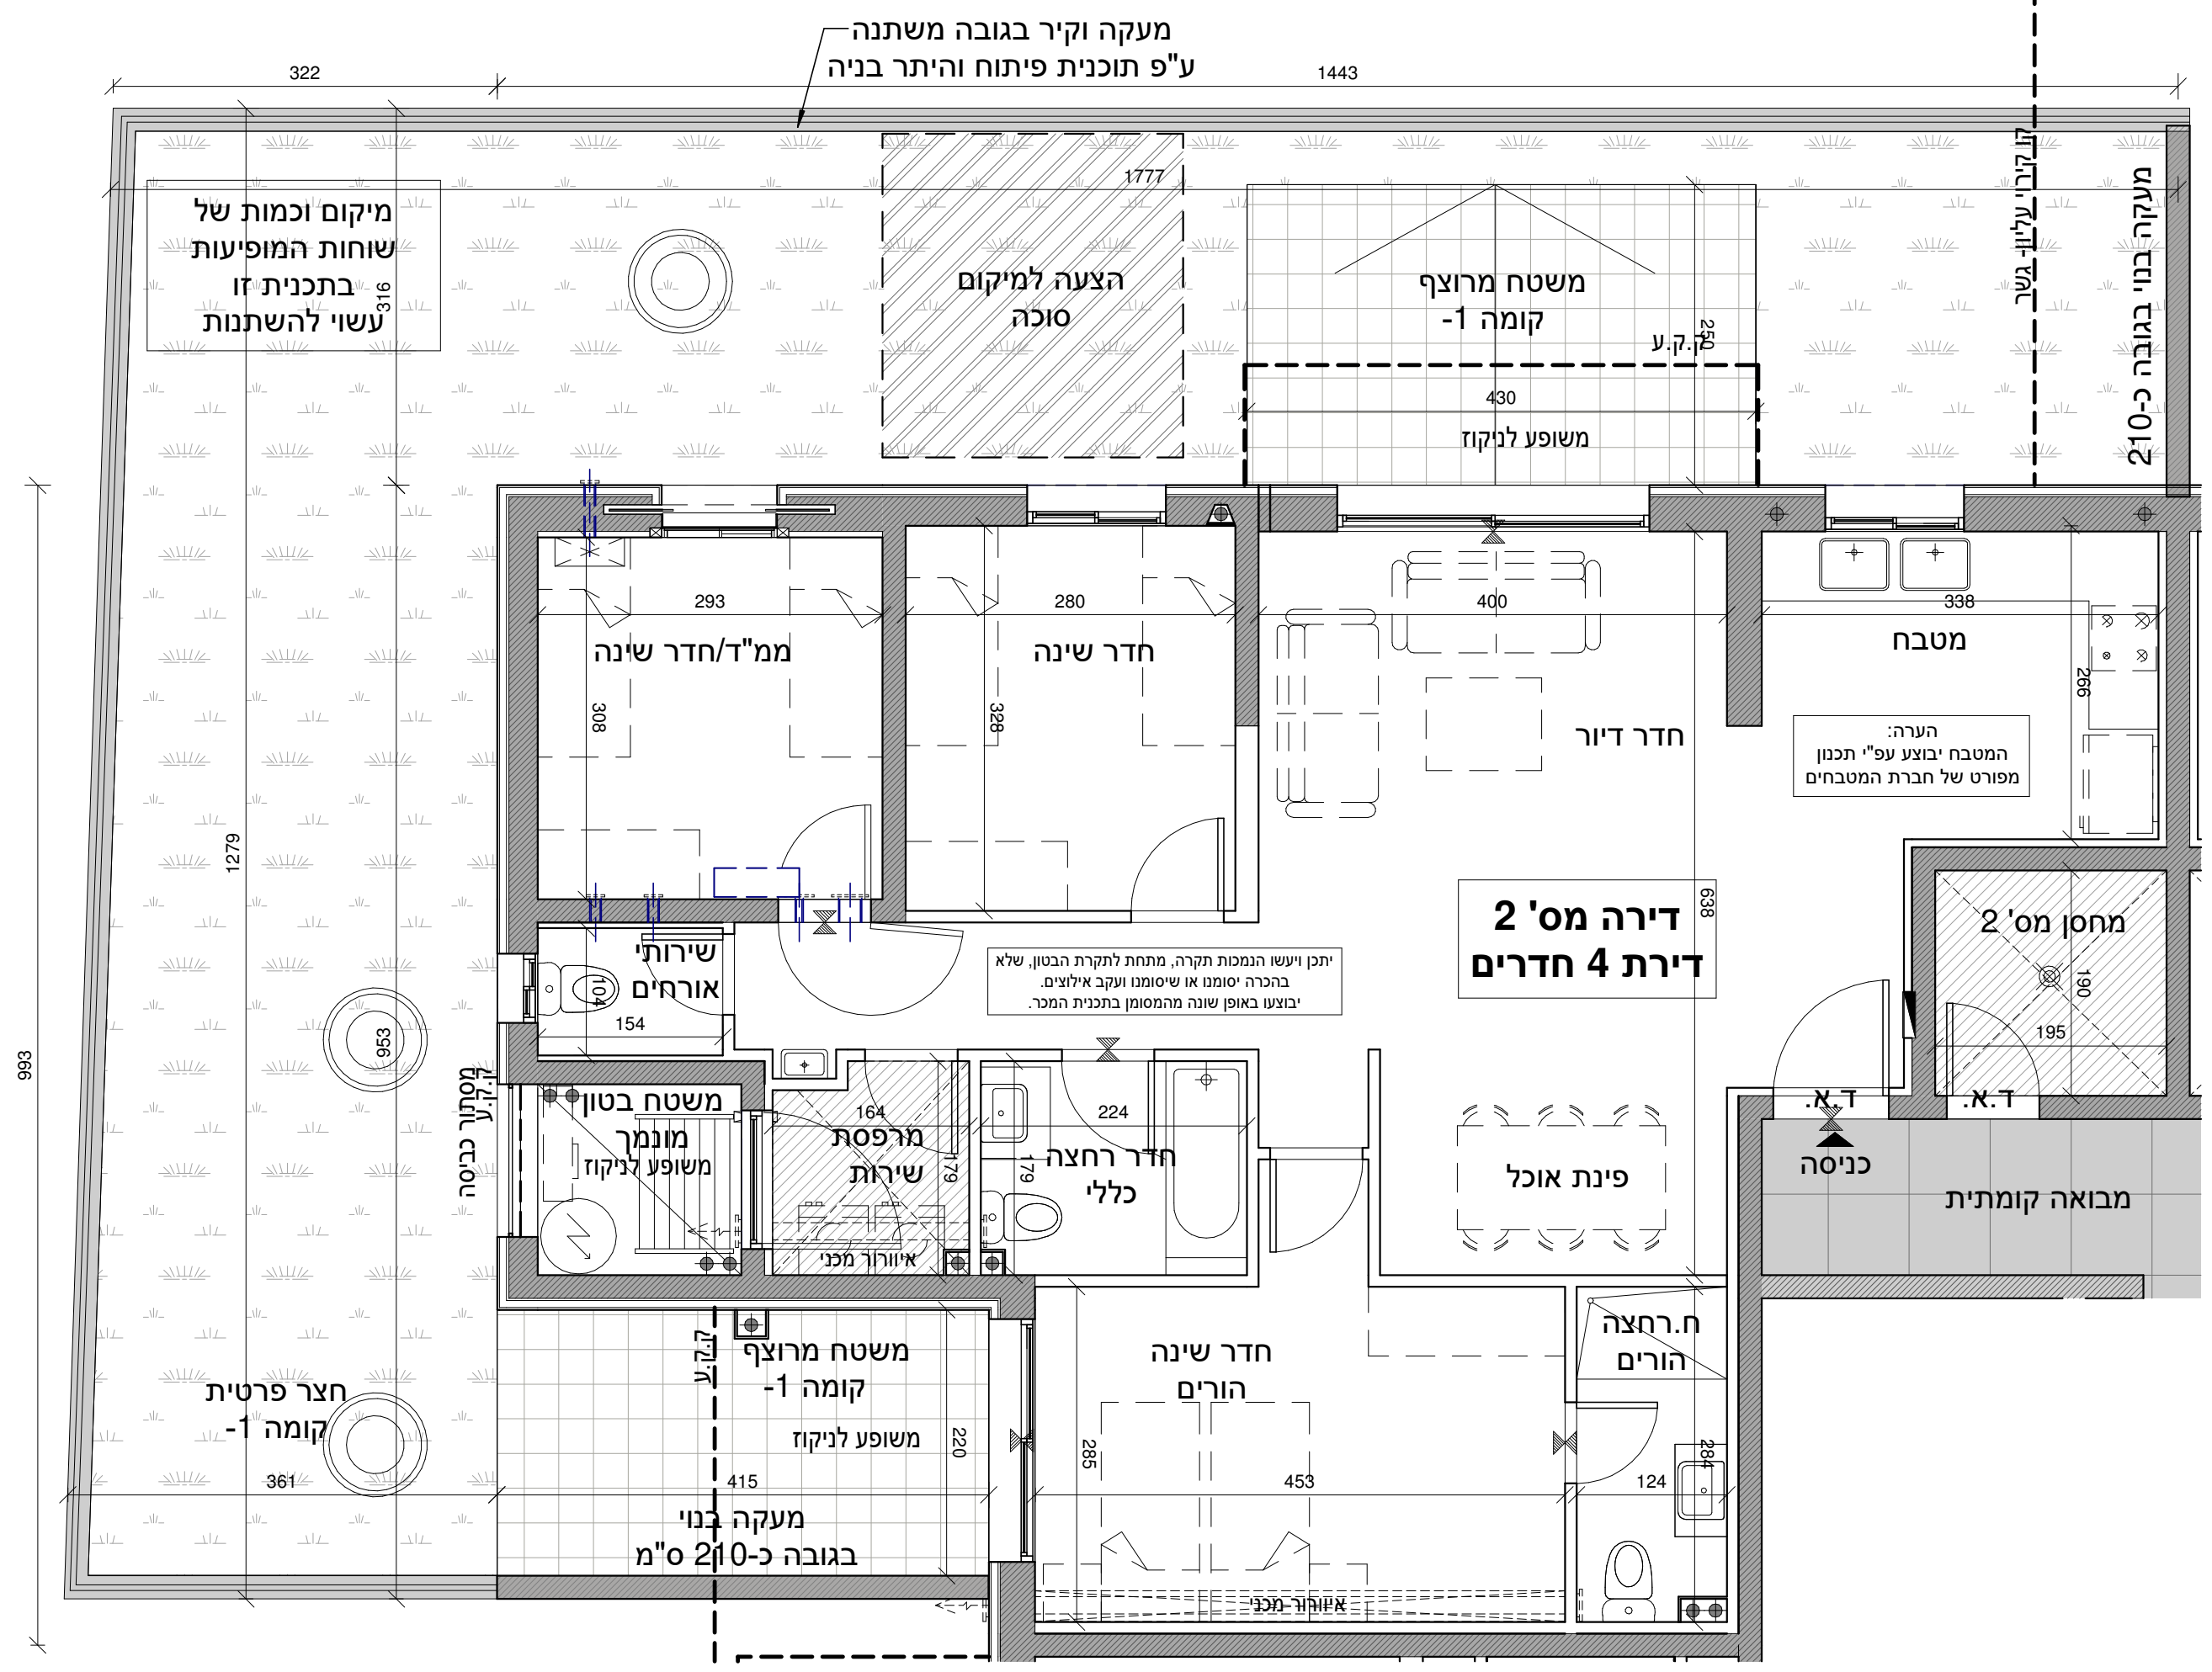 מעקה וקיר בגובה משתנה
ע"פ תוכנית פיתוח והיתר בניה
322
1443
1777
מיקום וכמות של
שוחות המופיעות
בתכנית זו
עשוי להשתנות
316
הצעה למיקום
סוכה
משטח מרוצף
קומה 1-
ק.ק.ע
250
430
משופע לניקוז
קו קירוי עליון- גשר
מעקה בנוי בגובה כ-210
293
280
400
338
ממ"ד/חדר שינה
חדר שינה
מטבח
308
328
266
חדר דיור
הערה:
המטבח יבוצע עפ"י תכנון
מפורט של חברת המטבחים
1279
638
דירה מס' 2
דירת 4 חדרים
מחסן מס' 2
190
195
שירותי
אורחים
104
154
יתכן ויעשו הנמכות תקרה, מתחת לתקרת הבטון, שלא
בהכרה יסומנו או שיסומנו ועקב אילוצים.
יבוצעו באופן שונה מהמסומן בתכנית המכר.
993
953
מסתור כביסה
ק.ק.ע
משטח בטון
מונמך
משופע לניקוז
164
מרפסת
שירות
179
איוורור מכני
224
179
חדר רחצה
כללי
פינת אוכל
ד.א.
ד.א.
כניסה
מבואה קומתית
ק.ק.ע
משטח מרוצף
קומה 1-
משופע לניקוז
220
חדר שינה
הורים
ח.רחצה
הורים
חצר פרטית
קומה 1-
361
415
285
453
124
284
מעקה בנוי
בגובה כ-210 ס"מ
איוורור מכני